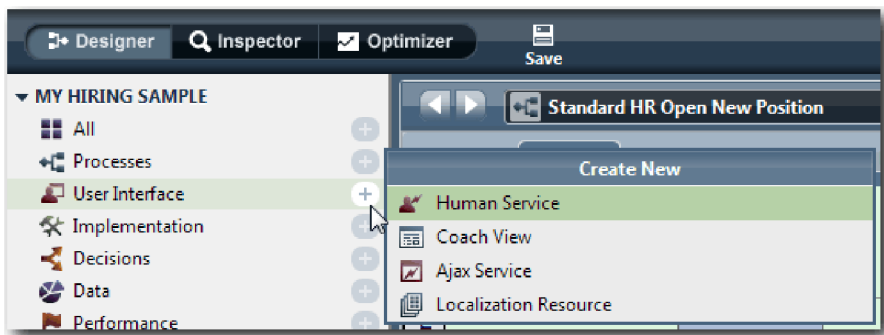 Designer Inspector Optimizer
Save
MY HIRING SAMPLE
All
Processes
User Interface
Implementation
Decisions
Data
Performance
Standard HR Open New Position
Create New
Human Service
Coach View
Ajax Service
Localization Resource